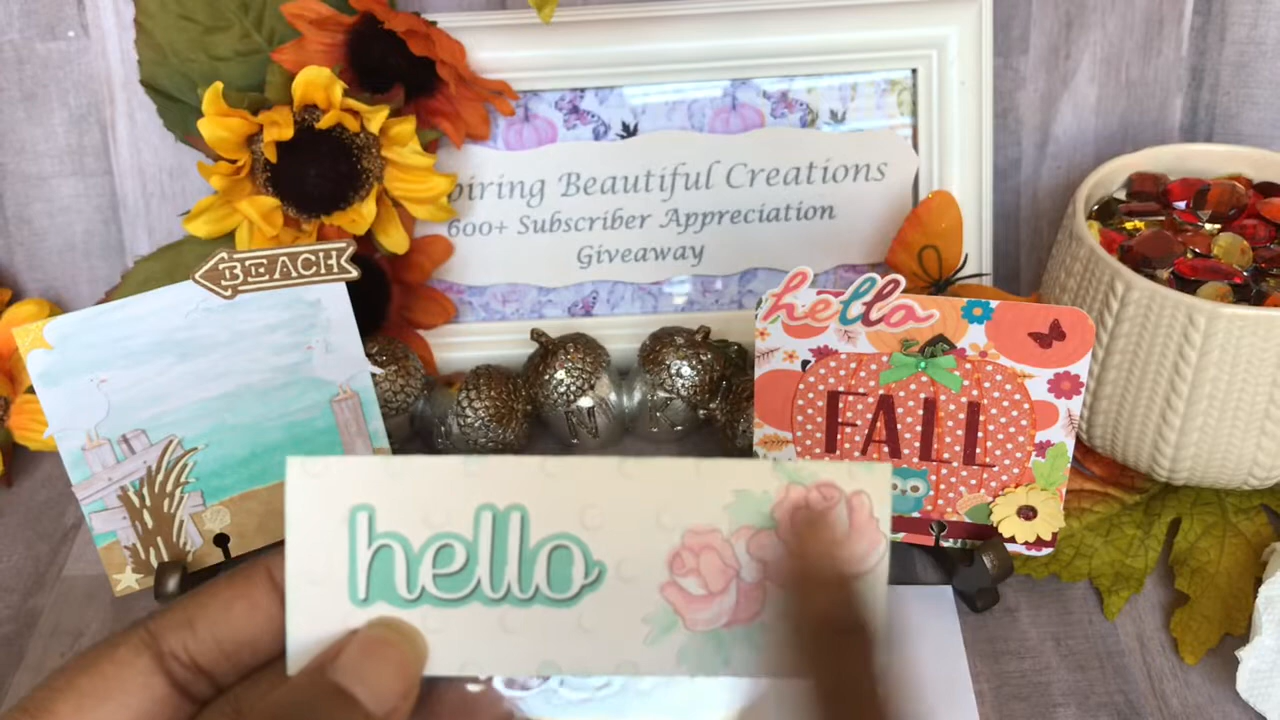 piring Beautiful Creations
600+ Subscriber Appreciation
Giveaway
BEACH
hello
FALL
N K
hello